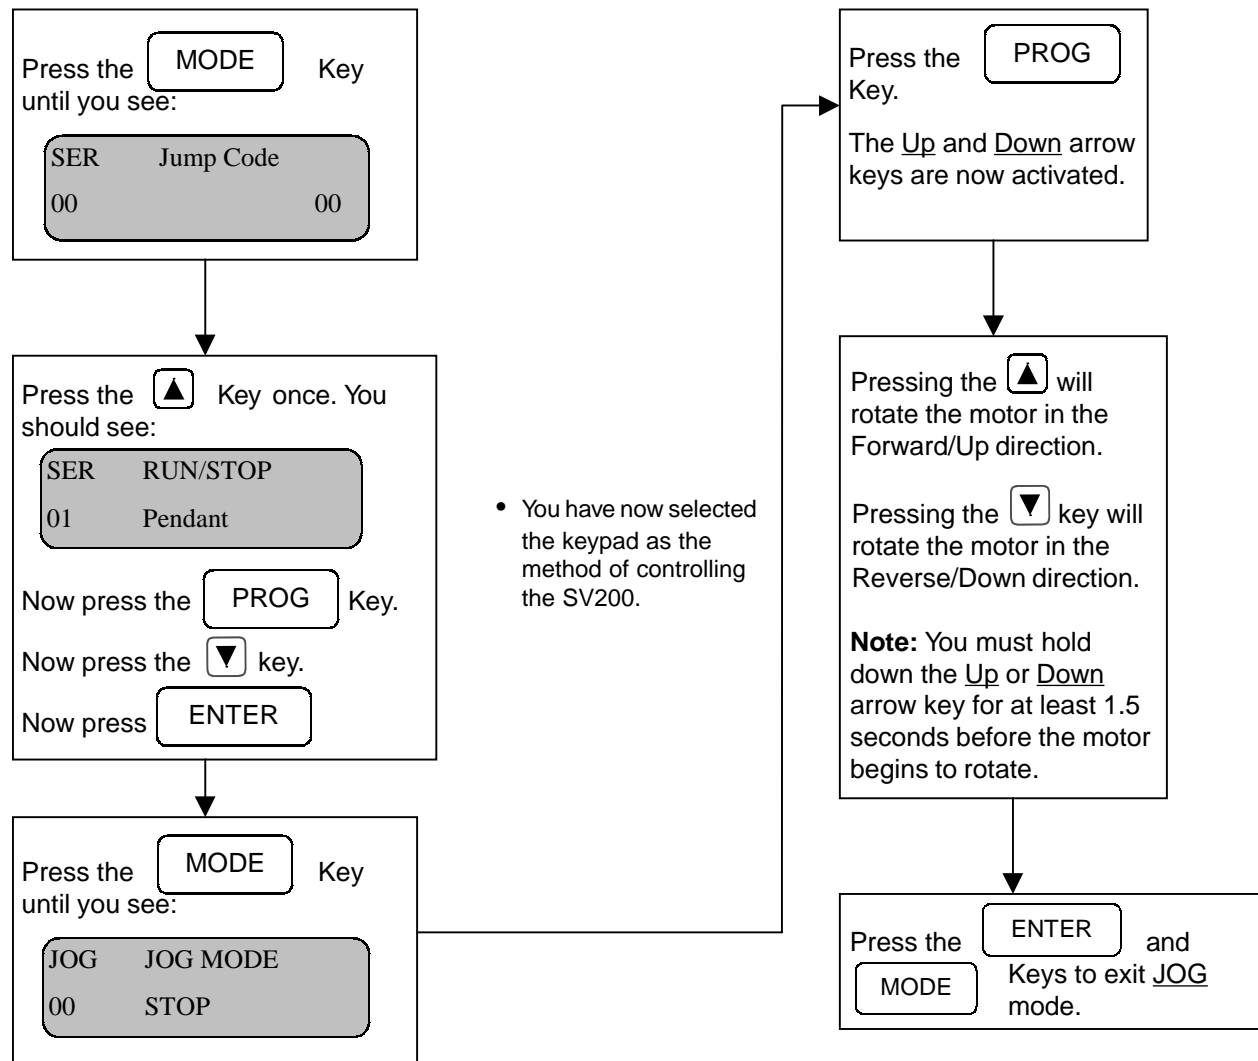 Press the MODE Key
until you see:
SER Jump Code
00 00
Press the ▲ Key once. You
should see:
SER RUN/STOP
01 Pendant
Now press the PROG Key.
Now press the ▼ key.
Now press ENTER
Press the MODE Key
until you see:
JOG JOG MODE
00 STOP
• You have now selected
the keypad as the
method of controlling
the SV200.
Press the PROG
Key.
The Up and Down arrow
keys are now activated.
Pressing the ▲ will
rotate the motor in the
Forward/Up direction.
Pressing the ▼ key will
rotate the motor in the
Reverse/Down direction.
Note: You must hold
down the Up or Down
arrow key for at least 1.5
seconds before the motor
begins to rotate.
Press the ENTER and
MODE Keys to exit JOG
mode.